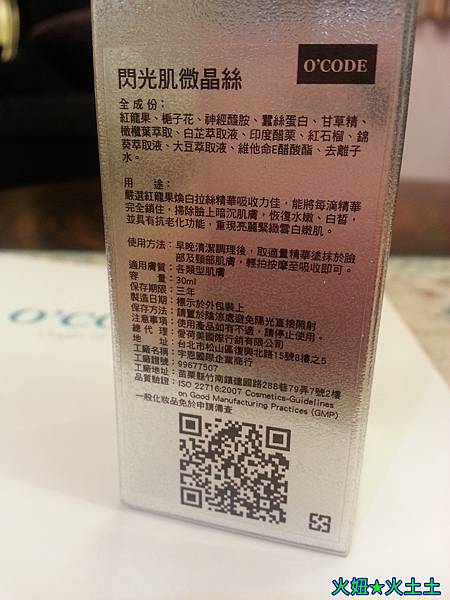 O'CODE
閃光肌微晶絲
全成份：
紅龍果、梔子花、神經醯胺、蠶絲蛋白、甘草精、
橄欖葉萃取、白芷萃取液、印度醋栗、紅石榴、錦
葵萃取液、大豆萃取液、維他命E醋酸酯、去離子
水。
用　途：
嚴選紅龍果煥白拉絲精華吸收力佳，能將每滴精華
完全鎖住，掃除臉上暗沉肌膚，恢復水嫩、白皙，
並具有抗老化功能，重現亮麗緊緻雪白嫩肌。
使用方法：早晚清潔調理後，取適量精華塗抹於臉
部及頸部肌膚，輕拍按摩至吸收即可。
適用膚質：各類型肌膚
容　量：30ml
保存期限：三年
製造日期：標示於外包裝上
保存方法：請置於陰涼處避免陽光直接照射
注意事項：使用產品如有不適，請停止使用。
總代理：愛荷萊國際行銷有限公司
地　址：台北市松山區復興北路15號8樓之5
工廠名稱：宇恩國際企業商行
工廠證號：99677507
地　址：苗栗縣竹南鎮建國路288巷79弄7號2樓
品質驗證：ISO 22716:2007 Cosmetics-Guidelines
on Good Manufacturing Practices (GMP)
一般化妝品免於申請備查
O'CODE
火妞★火土土